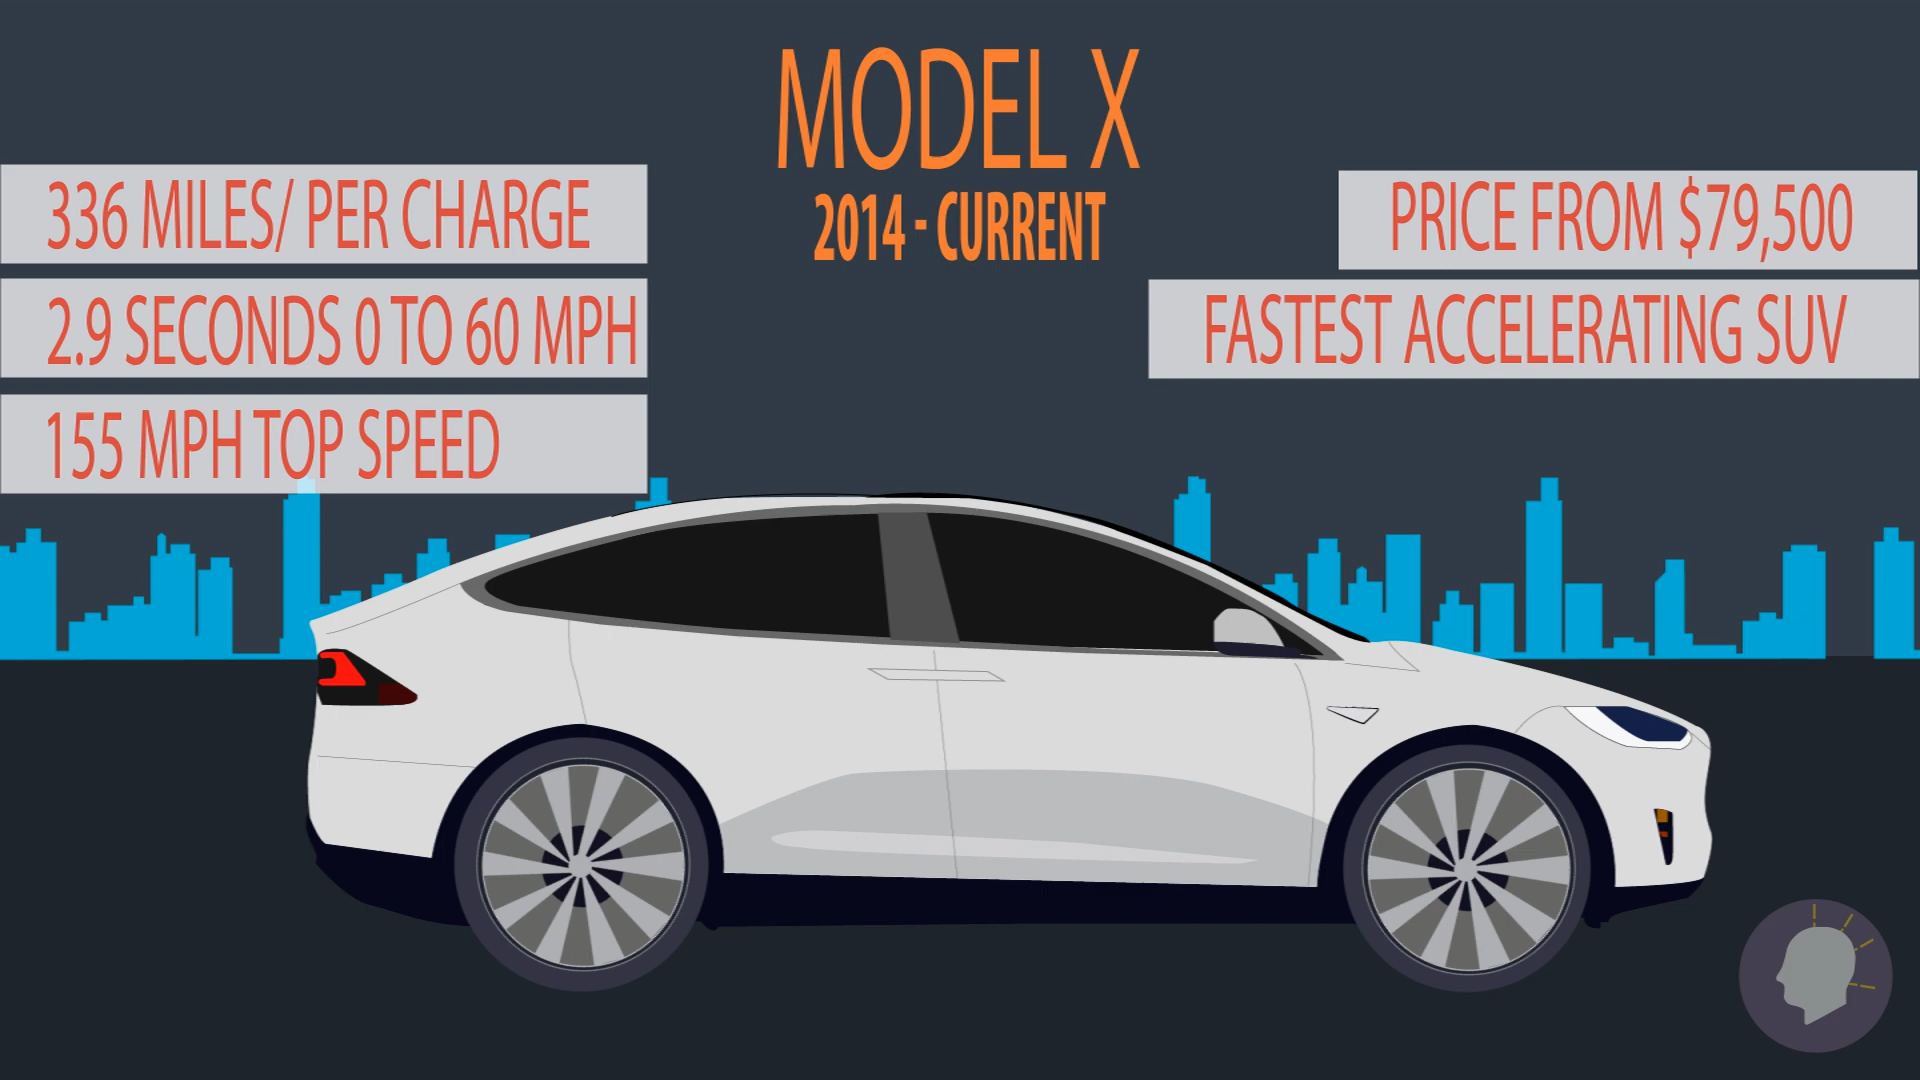 MODEL X
2014 - CURRENT
336 MILES/ PER CHARGE
2.9 SECONDS 0 TO 60 MPH
155 MPH TOP SPEED
PRICE FROM $79,500
FASTEST ACCELERATING SUV